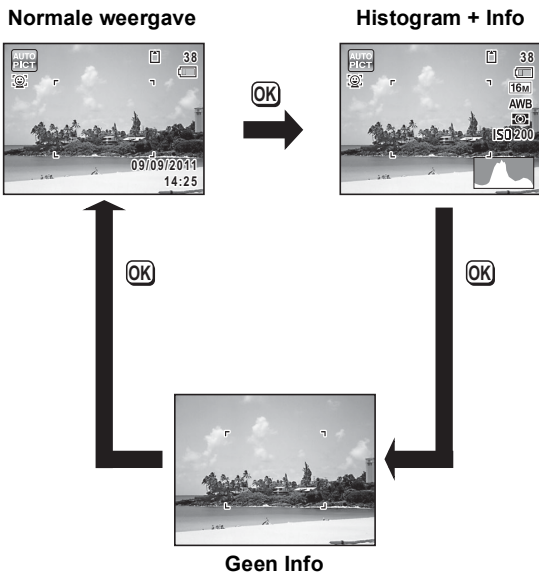 Normale weergave
Histogram + Info
AUTO
PICT
38
09/09/2011
14:25
OK
AUTO
PICT
38
16M
AWB
ISO 200
OK
OK
Geen Info